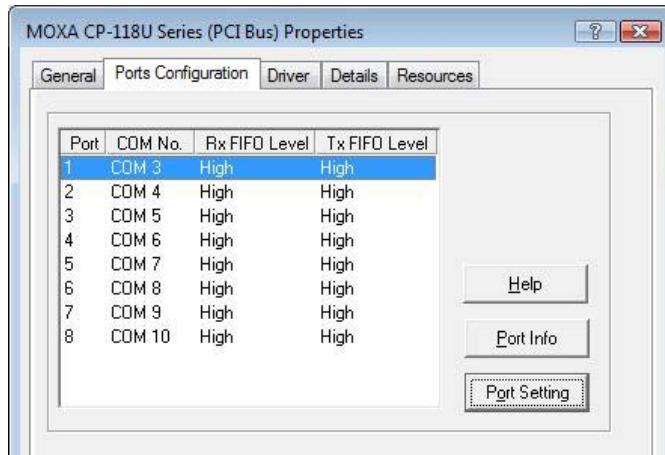 MOXA CP-118U Series (PCI Bus) Properties
General Ports Configuration Driver Details Resources
Port COM No. Rx FIFO Level Tx FIFO Level
1 COM 3 High High
2 COM 4 High High
3 COM 5 High High
4 COM 6 High High
5 COM 7 High High
6 COM 8 High High
7 COM 9 High High
8 COM 10 High High
Help
Port Info
Port Setting